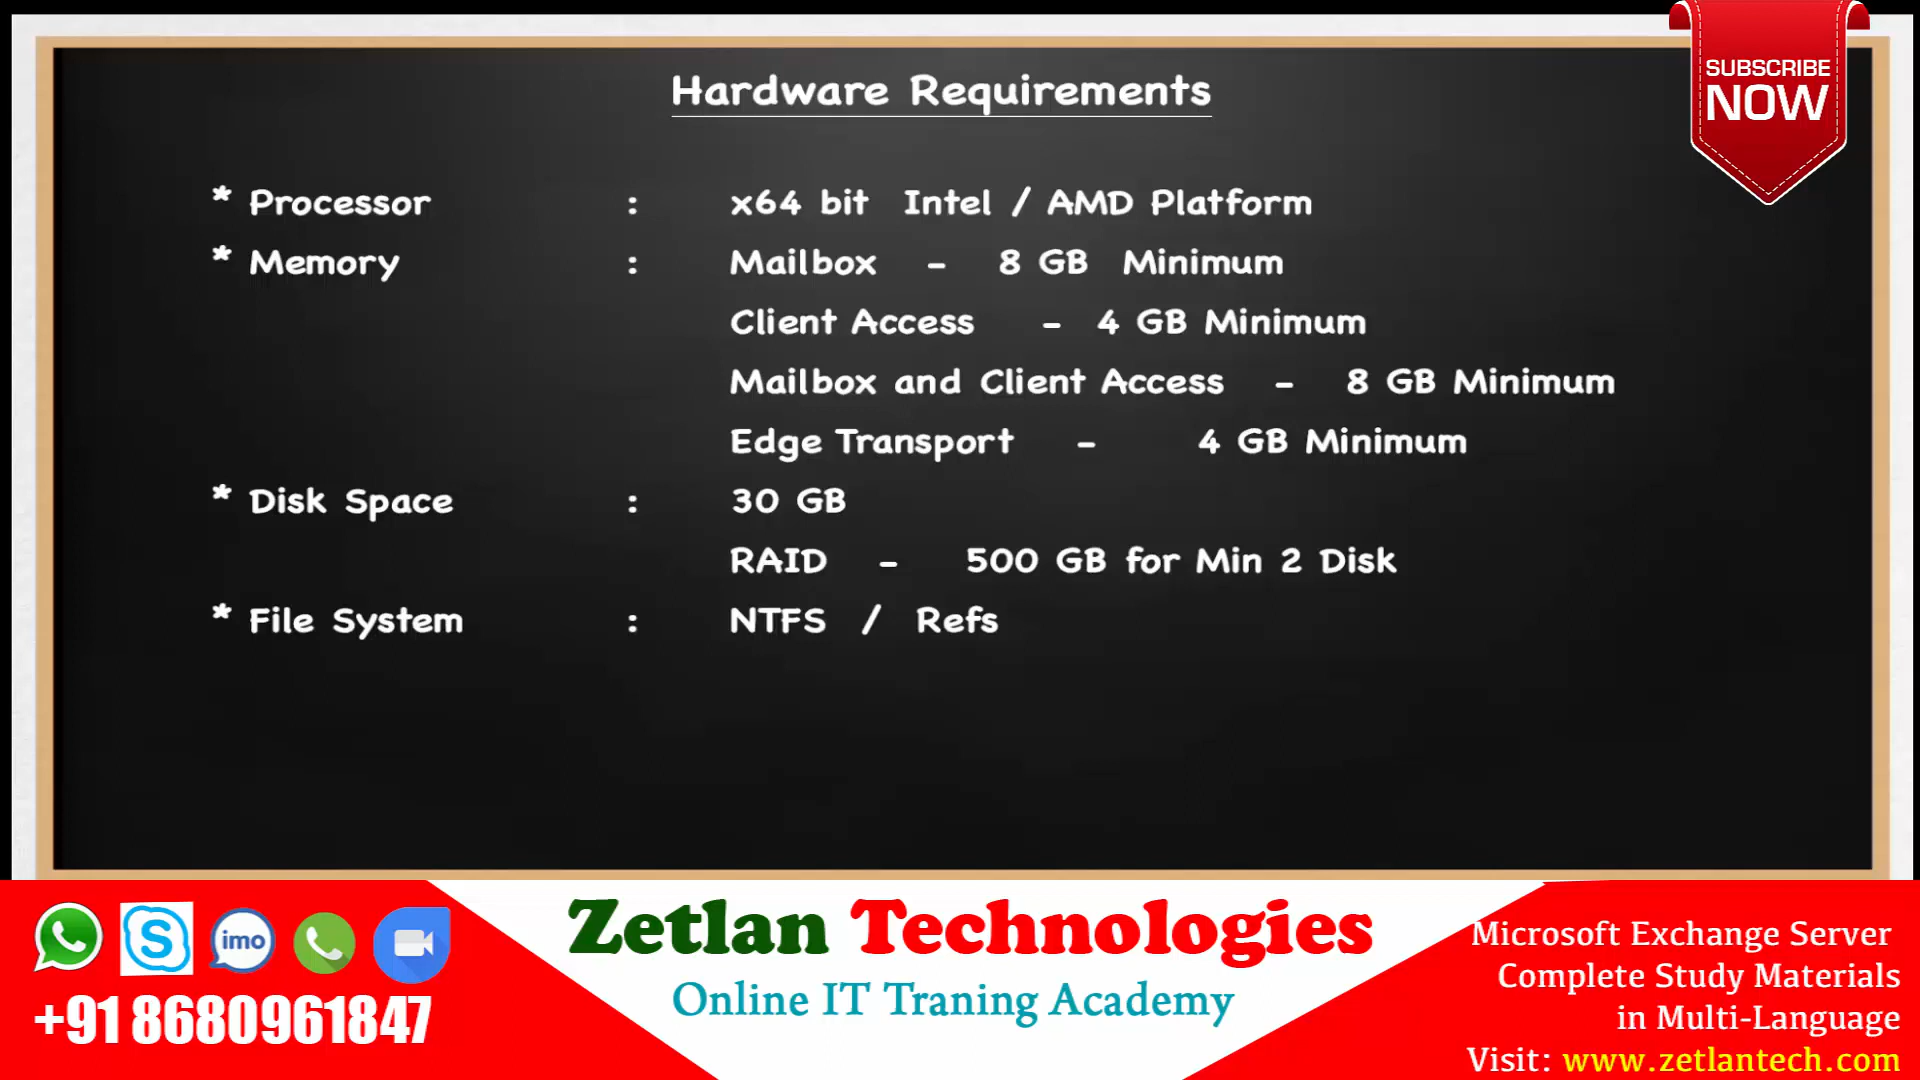 Hardware Requirements
SUBSCRIBE
NOW
* Processor : x64 bit Intel / AMD Platform
* Memory : Mailbox - 8 GB Minimum
Client Access - 4 GB Minimum
Mailbox and Client Access - 8 GB Minimum
Edge Transport - 4 GB Minimum
* Disk Space : 30 GB
RAID - 500 GB for Min 2 Disk
* File System : NTFS / Refs
S
imo
+91 8680961847
Zetlan Technologies
Online IT Traning Academy
Microsoft Exchange Server
Complete Study Materials
in Multi-Language
Visit: www.zetlantech.com